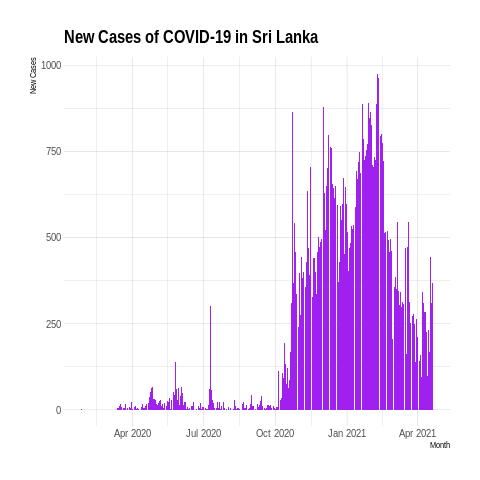 New Cases of COVID-19 in Sri Lanka
New Cases
1000
750
500
250
0
Apr 2020 Jul 2020 Oct 2020 Jan 2021 Apr 2021
Month